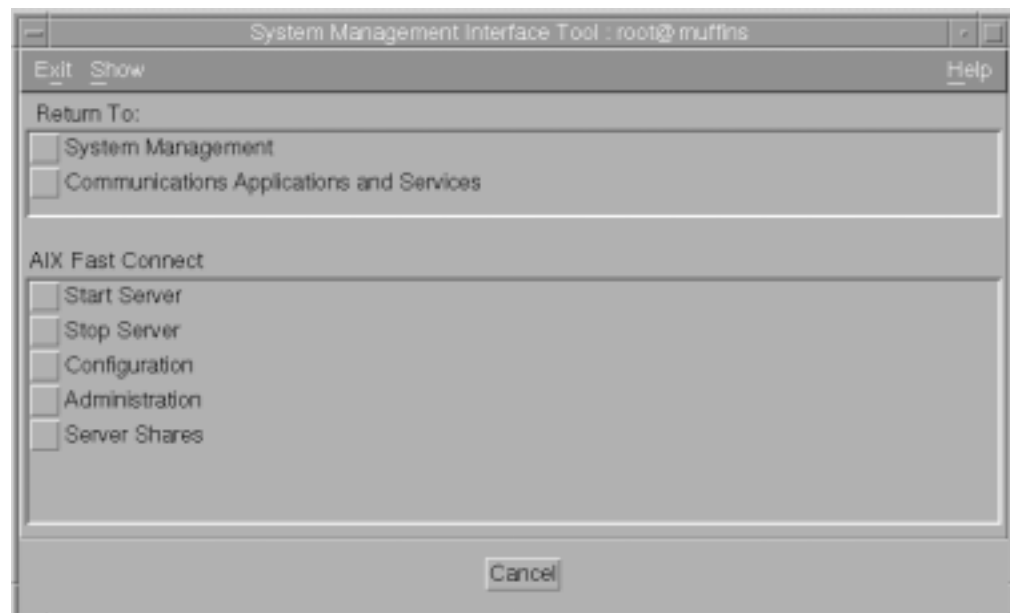 System Management Interface Tool : root@muffins
Exit Show Help
Return To:
System Management
Communications Applications and Services
AIX Fast Connect
Start Server
Stop Server
Configuration
Administration
Server Shares
Cancel